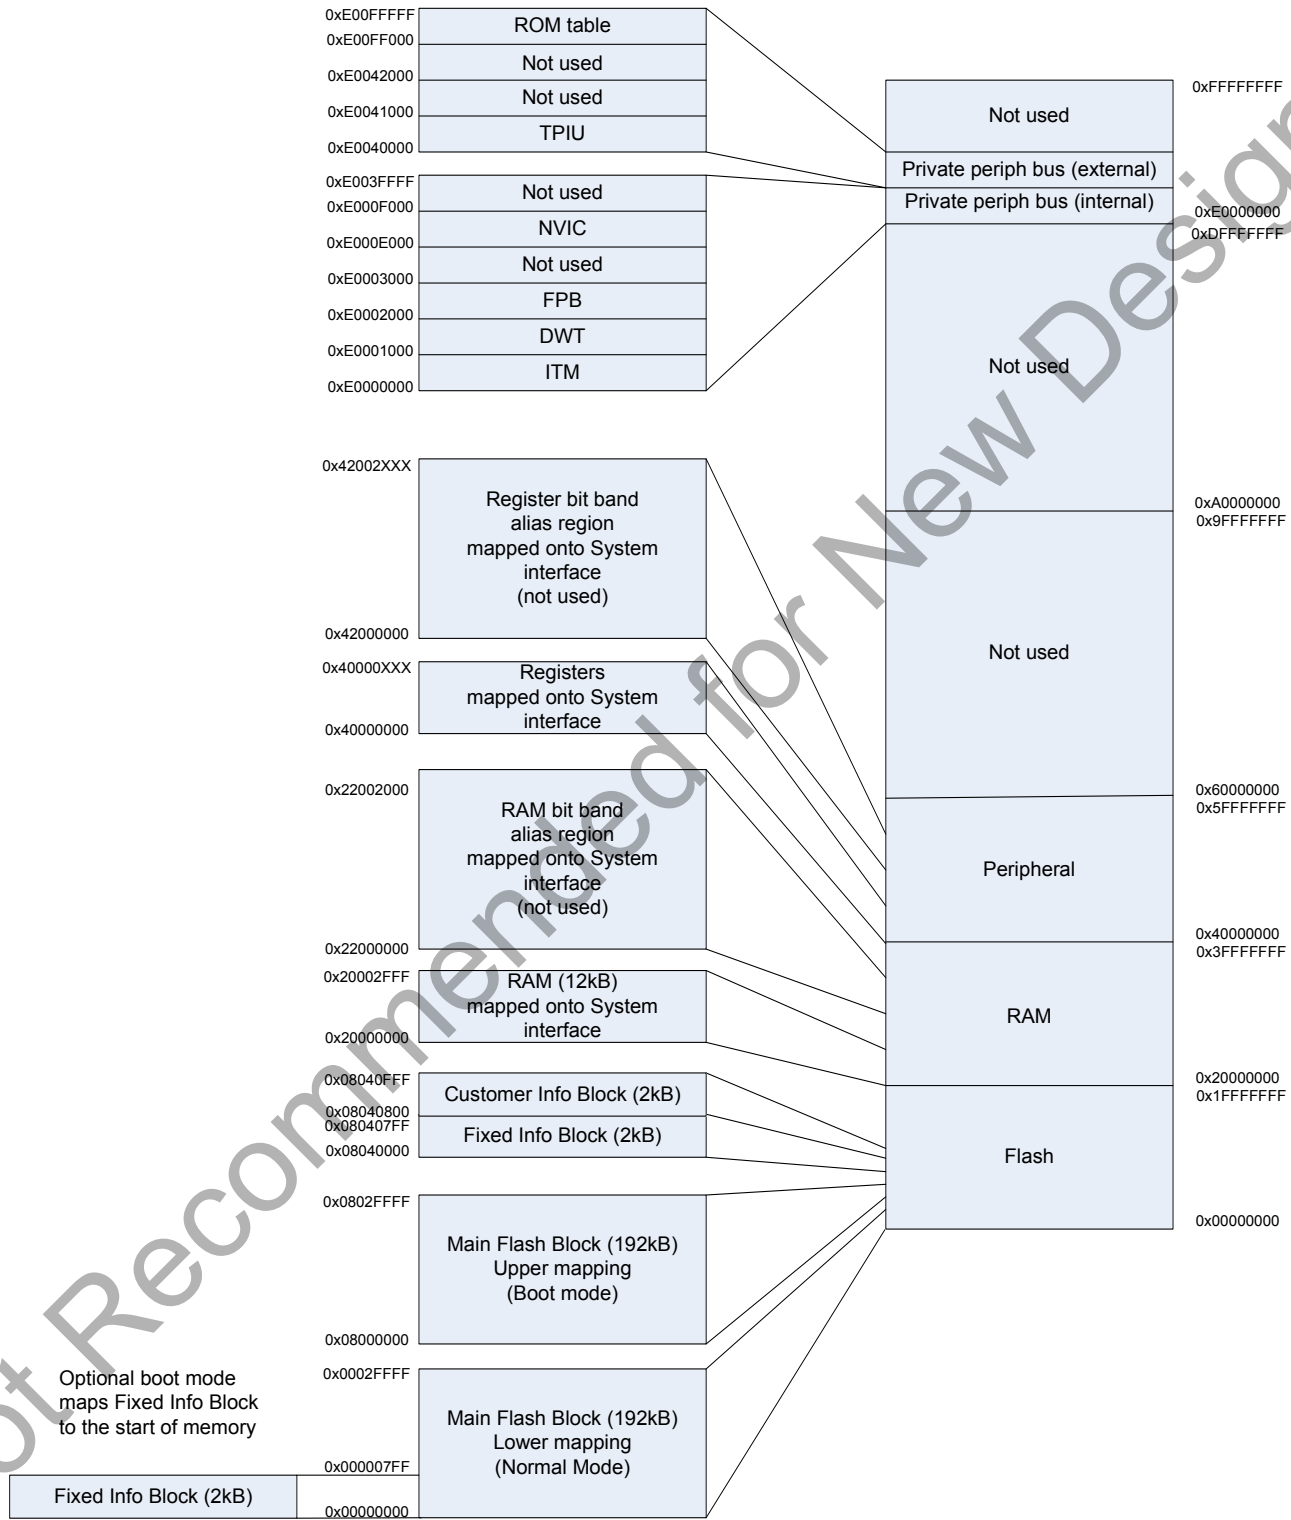 0xE00FFFFF
ROM table
0xE00FF000
Not used
0xE0042000
Not used
0xE0041000
TPIU
0xE0040000
0xE003FFFF
Not used
0xE000F000
NVIC
0xE000E000
Not used
0xE0003000
FPB
0xE0002000
DWT
0xE0001000
ITM
0xE0000000
0x42002XXX
Register bit band
alias region
mapped onto System
interface
(not used)
0x42000000
0x40000XXX
Registers
mapped onto System
interface
0x40000000
0x22002000
RAM bit band
alias region
mapped onto System
interface
(not used)
0x22000000
0x20002FFF
RAM (12kB)
mapped onto System
interface
0x20000000
0x08040FFF
Customer Info Block (2kB)
0x08040800
0x080407FF
Fixed Info Block (2kB)
0x08040000
0x0802FFFF
Main Flash Block (192kB)
Upper mapping
(Boot mode)
0x08000000
Optional boot mode
maps Fixed Info Block
to the start of memory
0x0002FFFF
Main Flash Block (192kB)
Lower mapping
(Normal Mode)
0x000007FF
Fixed Info Block (2kB)
0x00000000
0xFFFFFFFF
Not used
Private periph bus (external)
Private periph bus (internal)
0xE0000000
0xDFFFFFFF
Not used
0xA0000000
0x9FFFFFFF
Not used
0x60000000
0x5FFFFFFF
Peripheral
0x40000000
0x3FFFFFFF
RAM
0x20000000
0x1FFFFFFF
Flash
0x00000000
ot Recommended for New Design